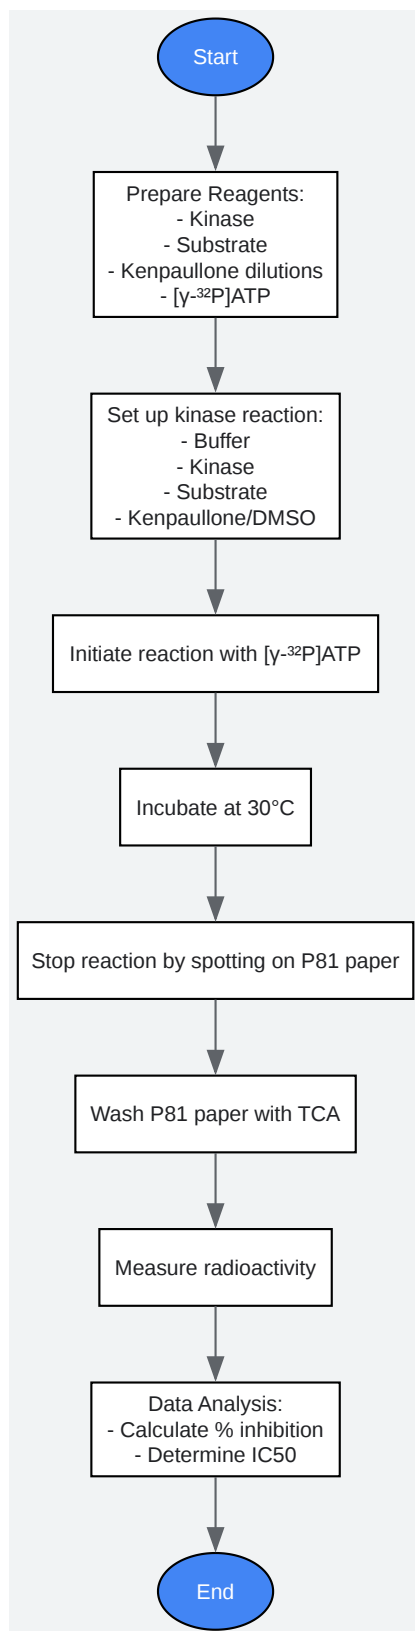 Start
Prepare Reagents:
- Kinase
- Substrate
- Kenpaullone dilutions
- [γ-³²P]ATP
Set up kinase reaction:
- Buffer
- Kinase
- Substrate
- Kenpaullone/DMSO
Initiate reaction with [γ-³²P]ATP
Incubate at 30°C
Stop reaction by spotting on P81 paper
Wash P81 paper with TCA
Measure radioactivity
Data Analysis:
- Calculate % inhibition
- Determine IC50
End